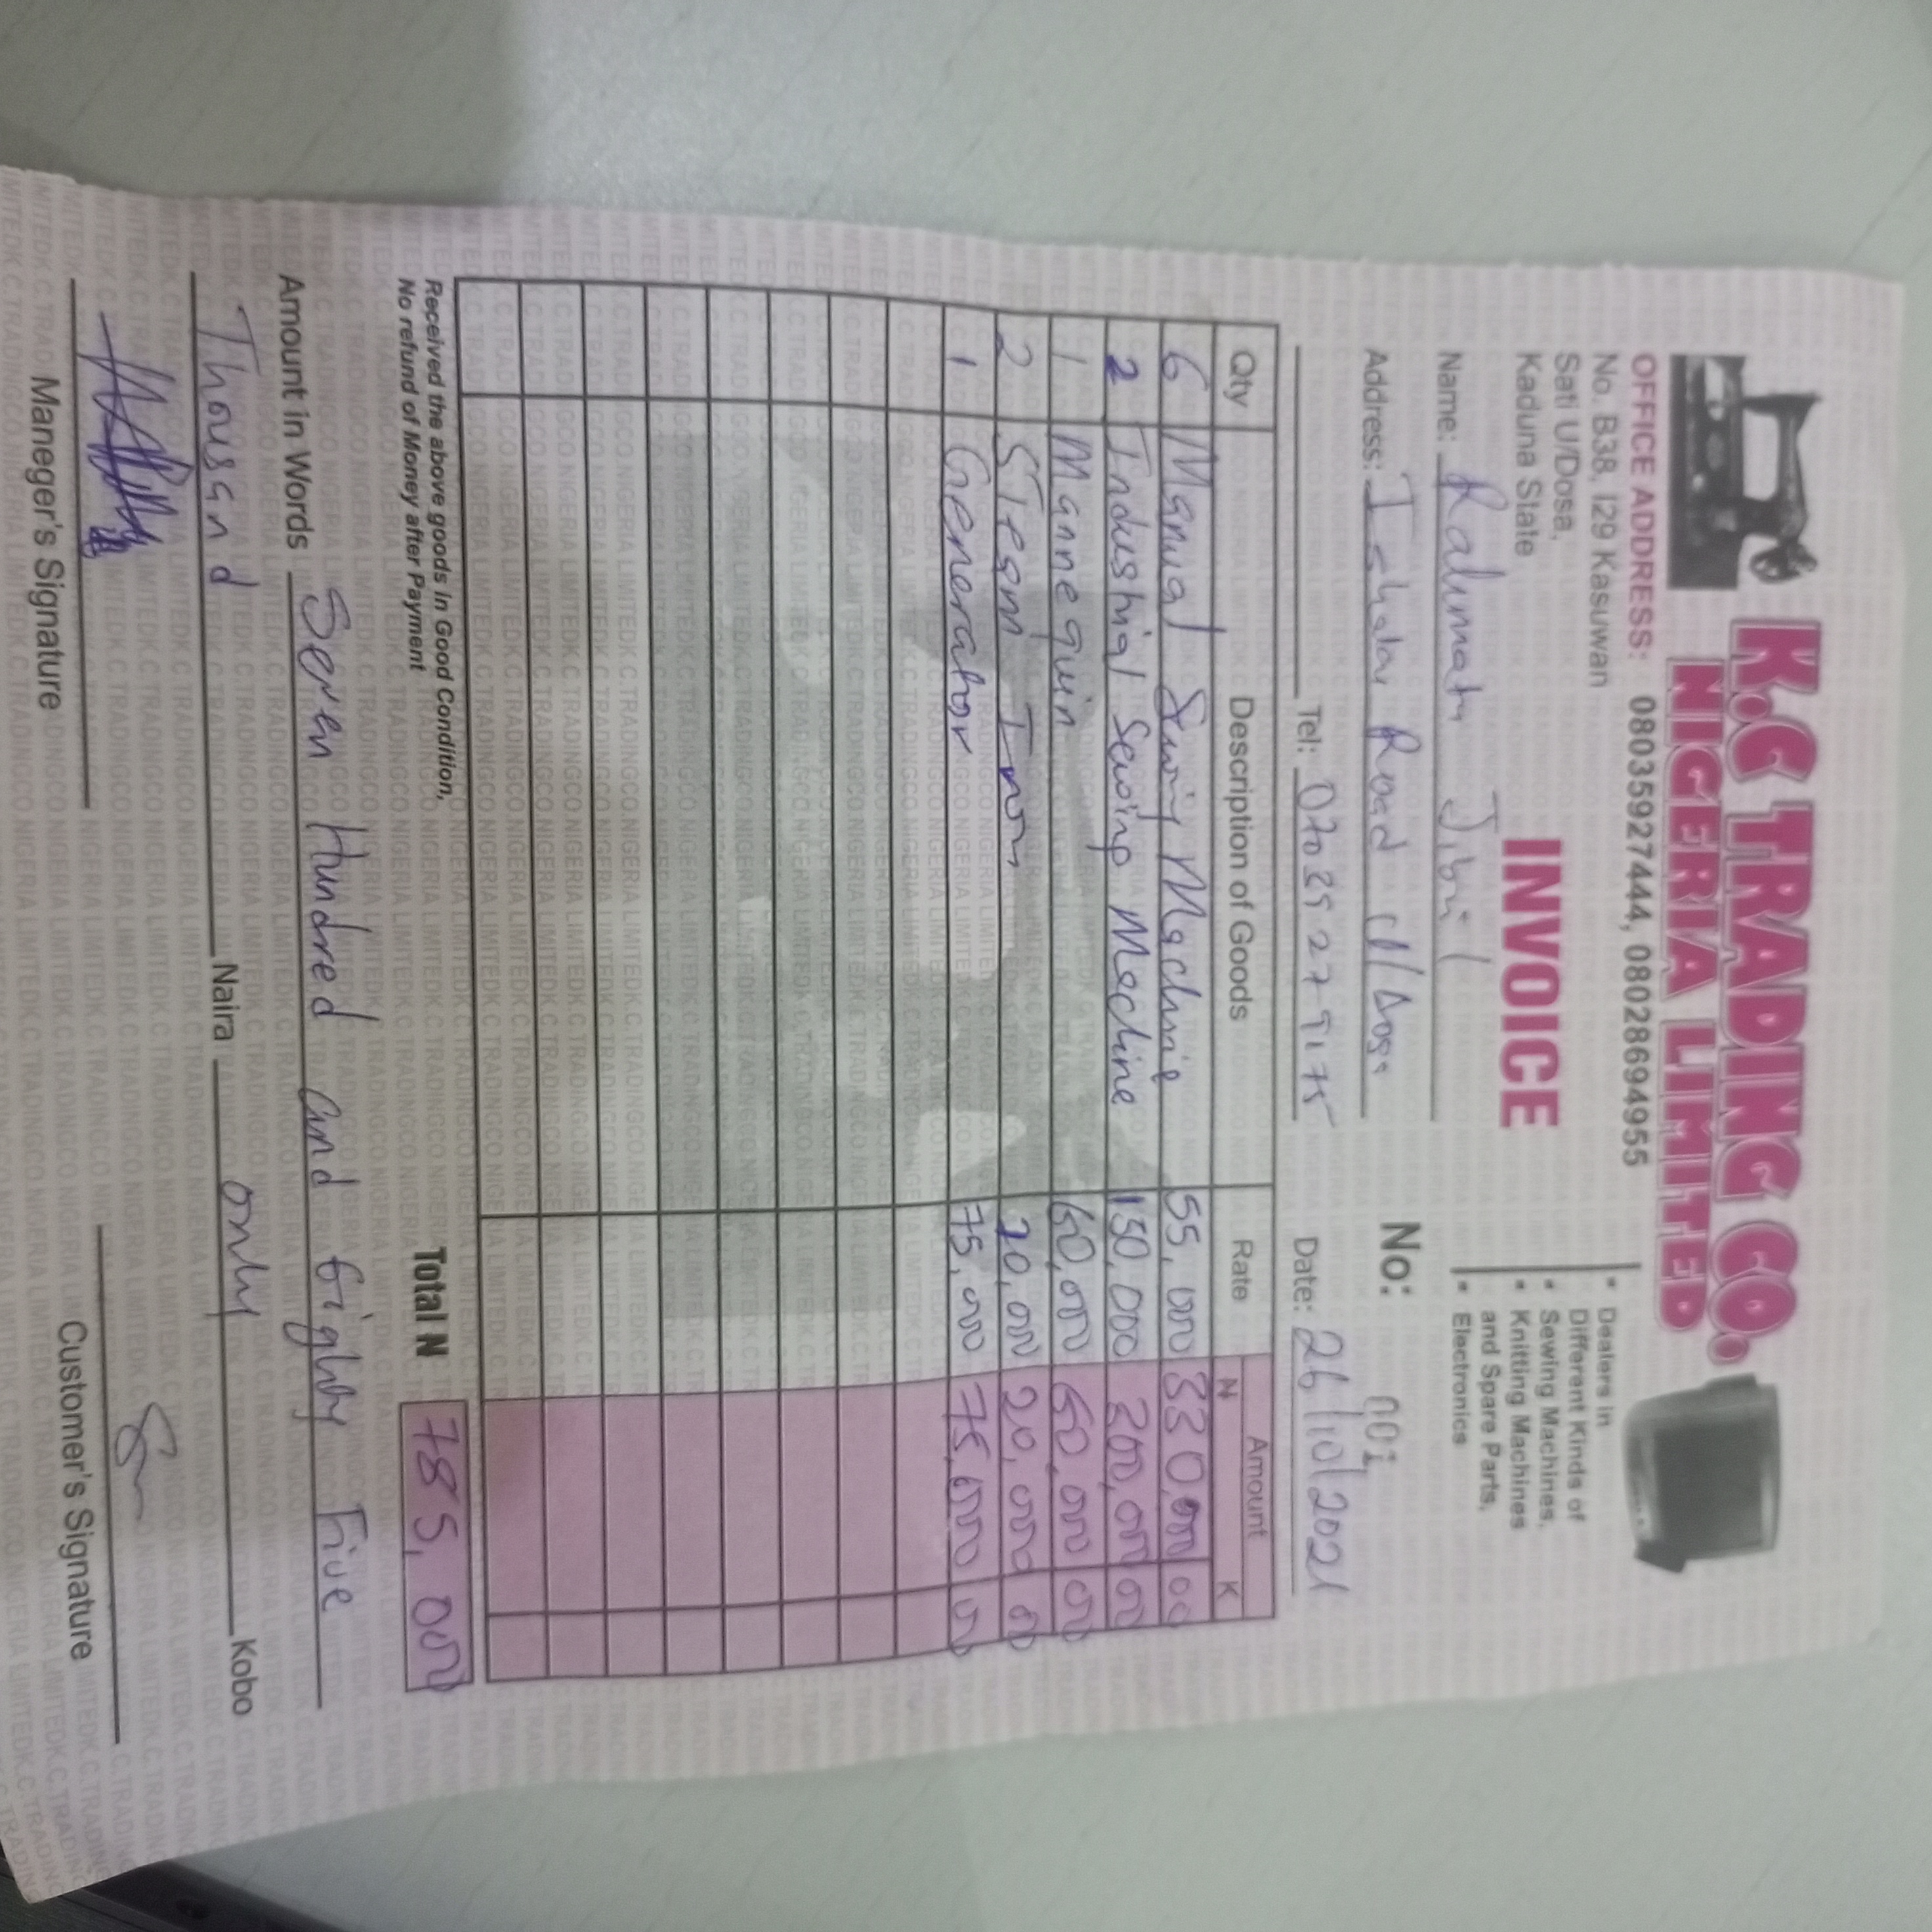 K.C TRADING CO.
NIGERIA LIMITED
OFFICE ADDRESS: 08035927444, 08028694955
No. B38, I29 Kasuwan
Sati U/Dosa,
Kaduna State
INVOICE
• Dealers in
Different Kinds of
• Sewing Machines,
• Knitting Machines
and Spare Parts,
• Electronics
No: 001
Name: Rahmatu Jibril
Address: Road U/Dosa
Tel: Date: 26/10/2021
Qty Description of Goods Rate Amount
N K
6 Manual Sewing Machine 55,000 330,000 00
2 Industrial Sewing Machine 150,000 300,000 00
1 Mannequin 60,000 60,000 00
2 STeam Iron 20,000 00
1 Generator 75,000 75,000 00
Received the above goods in Good Condition,
No refund of Money after Payment
Total N 785,000
Amount in Words Seven Hundred and Eighty Five
Thousand Naira only Kobo
Maneger's Signature Customer's Signature